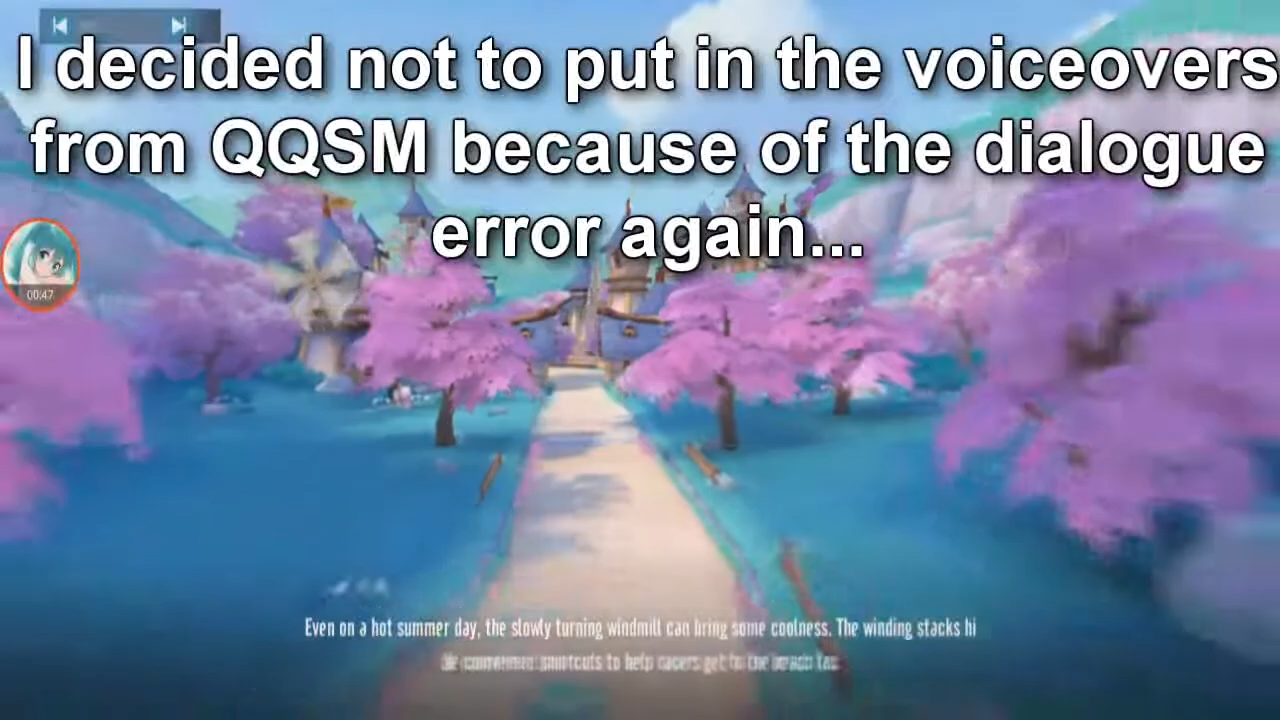 I decided not to put in the voiceovers
from QQSM because of the dialogue
error again...
00:47
Even on a hot summer day, the slowly turning windmill can bring some coolness. The winding stacks hi
de sometimes shortcuts to help racers get to the